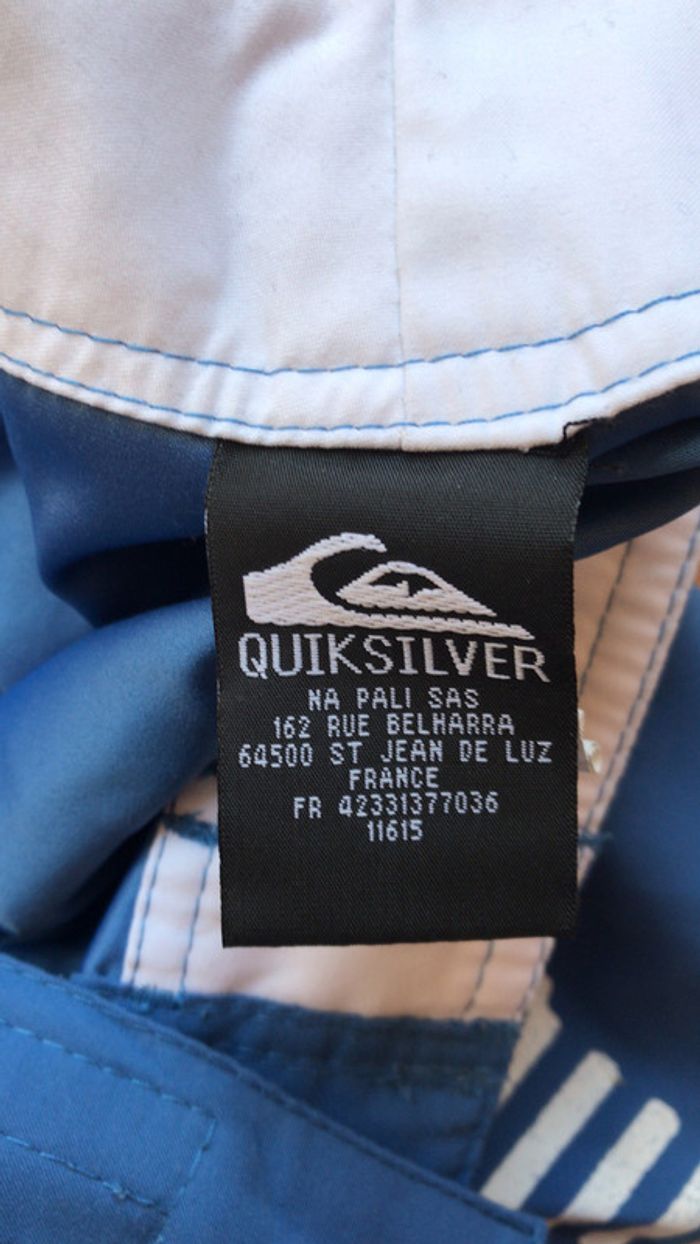 QUIKSILVER
NA PALI SAS
162 RUE BELHARRA
64500 ST JEAN DE LUZ
FRANCE
FR 42331377036
11615